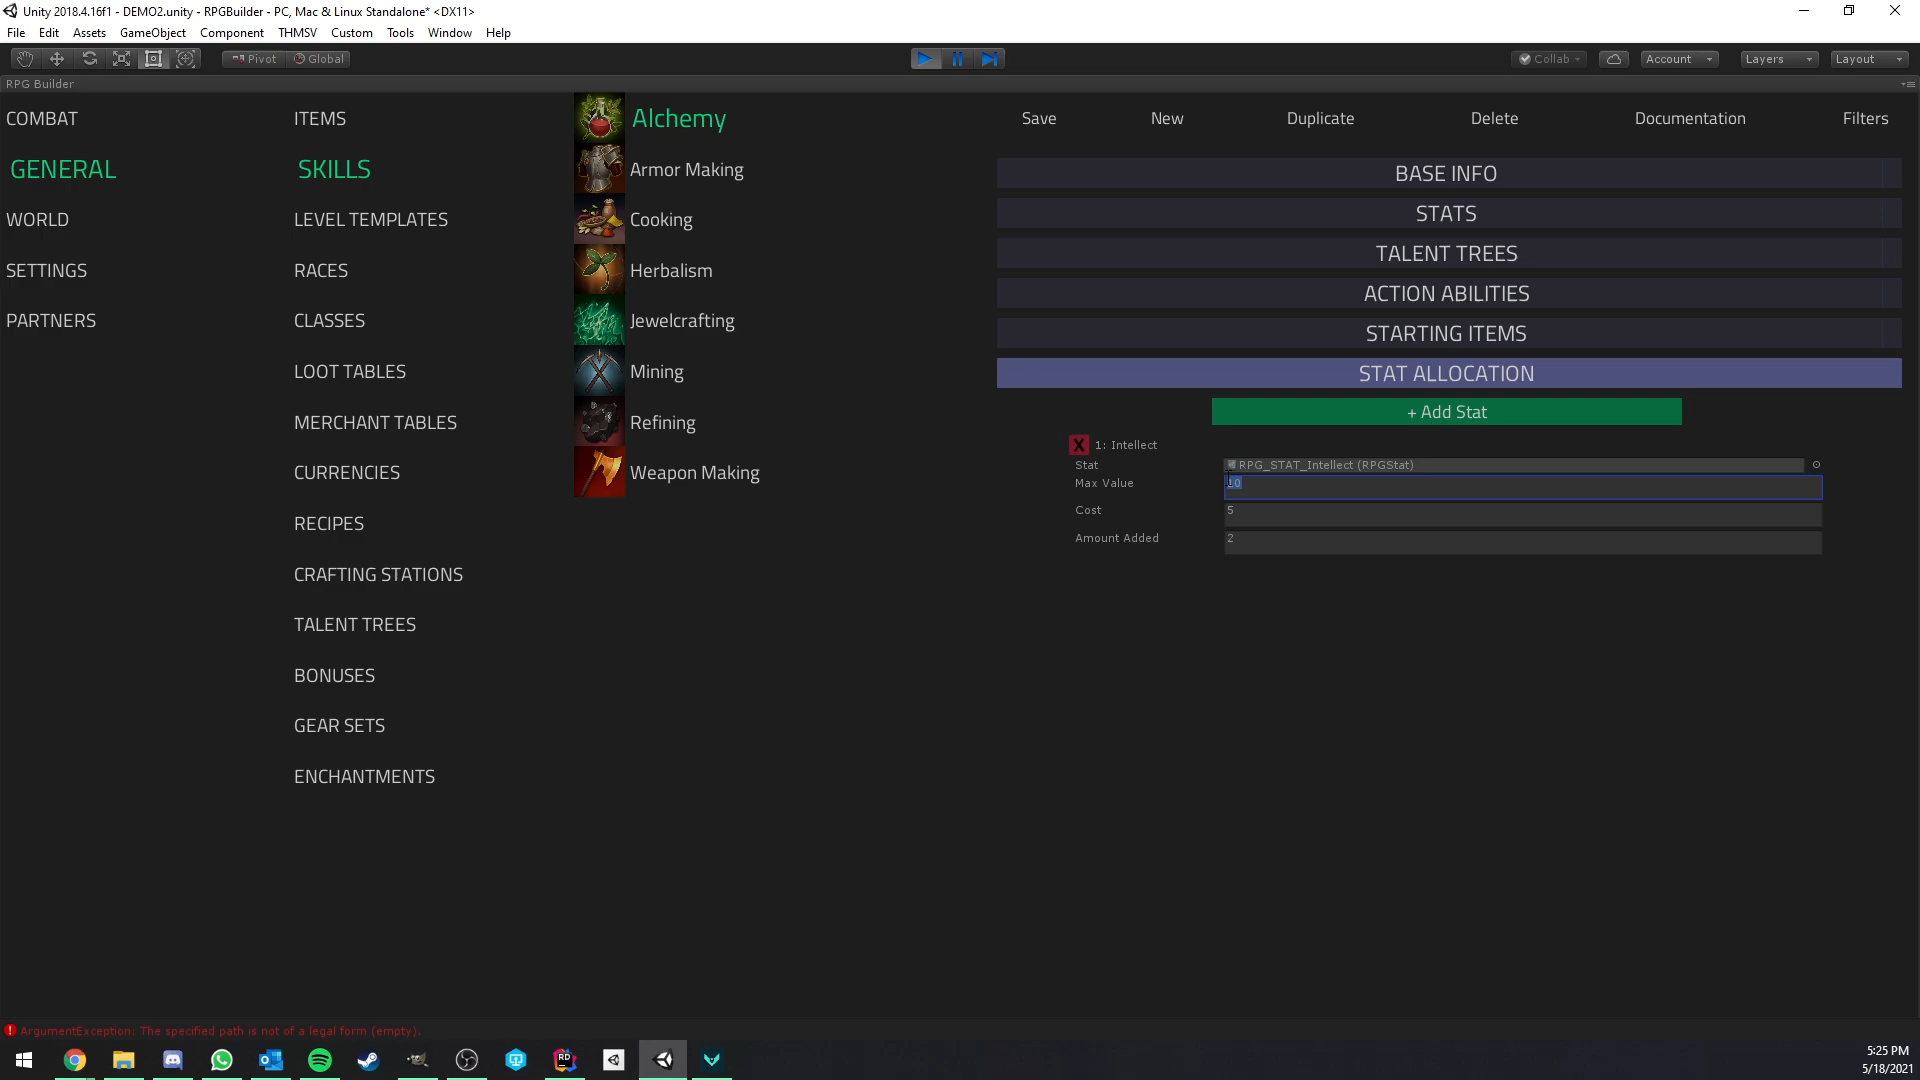 Unity 2018.4.16f1 - DEMO2.unity - RPGBuilder - PC, Mac & Linux Standalone* <DX11>
File Edit Assets GameObject Component THMSV Custom Tools Window Help
Pivot Global Collab Account Layers Layout
RPG Builder
COMBAT
GENERAL
WORLD
SETTINGS
PARTNERS
ITEMS
SKILLS
LEVEL TEMPLATES
RACES
CLASSES
LOOT TABLES
MERCHANT TABLES
CURRENCIES
RECIPES
CRAFTING STATIONS
TALENT TREES
BONUSES
GEAR SETS
ENCHANTMENTS
Alchemy
Armor Making
Cooking
Herbalism
Jewelcrafting
Mining
Refining
Weapon Making
Save New Duplicate Delete Documentation Filters
BASE INFO
STATS
TALENT TREES
ACTION ABILITIES
STARTING ITEMS
STAT ALLOCATION
+ Add Stat
X 1: Intellect
Stat RPG_STAT_Intellect (RPGStat)
Max Value 10
Cost 5
Amount Added 2
ArgumentException: The specified path is not of a legal form (empty).
RD
5:25 PM
5/18/2021